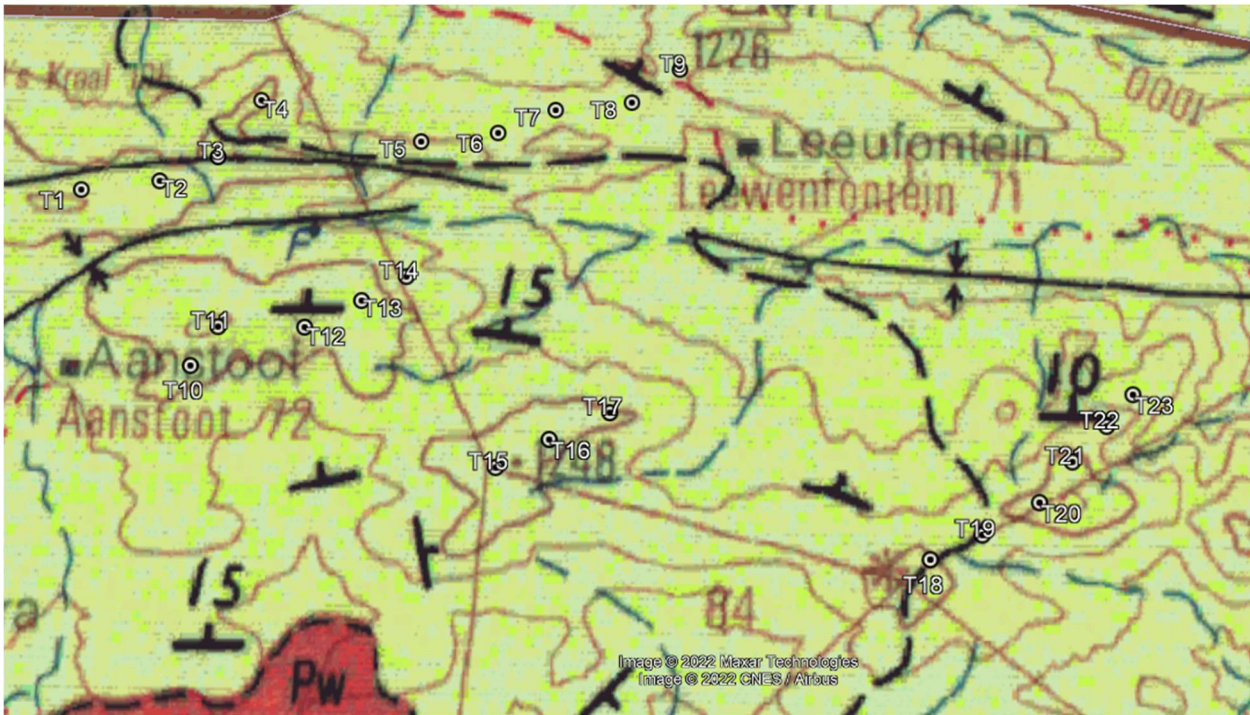 1226
T9
's Kraal
1000
T4
T7
T8
T5
T6
T3
Leeufontein
T1
T2
Leeuwenfontein 71
T14
15
T13
T11
T12
Aanstoot
T10
10
Aanstoot 72
T17
T22
T23
T16
T15
1248
T21
T20
T19
T18
15
84
Pw
Image © 2022 Maxar Technologies
Image © 2022 CNES / Airbus